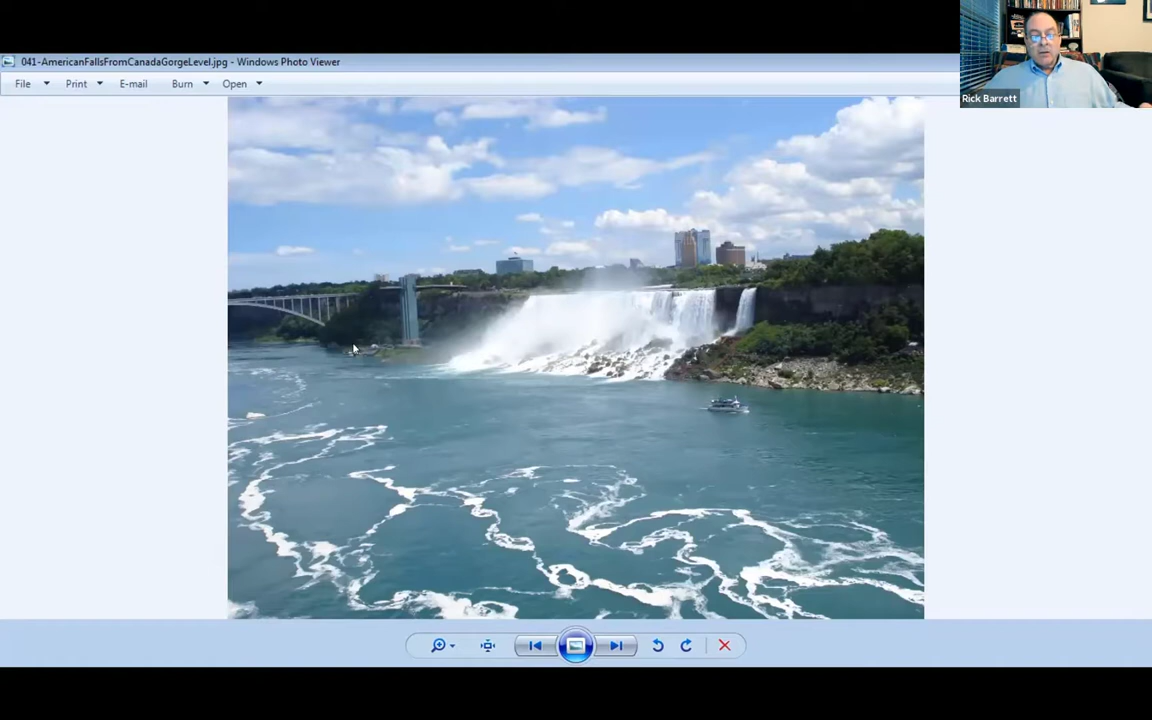 041-AmericanFallsFromCanadaGorgeLevel.jpg - Windows Photo Viewer
File Print E-mail Burn Open
Rick Barrett